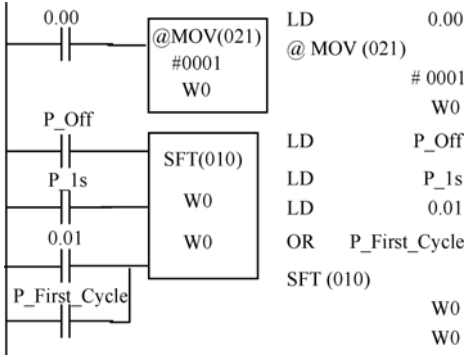 0.00
@MOV(021)
#0001
W0
P_Off
SFT(010)
P_1s
W0
0.01
W0
P_First_Cycle
LD 0.00
@ MOV (021)
# 0001
W0
LD P_Off
LD P_1s
LD 0.01
OR P_First_Cycle
SFT (010)
W0
W0